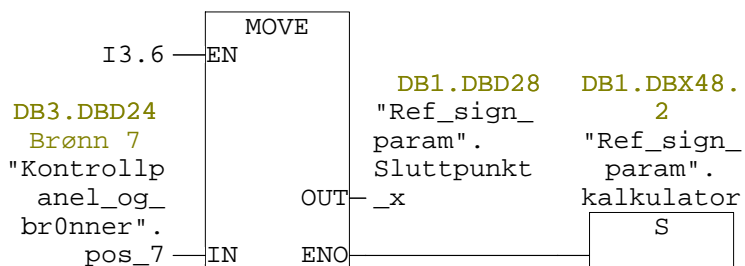 MOVE
I3.6 EN
DB1.DBD28 DB1.DBX48.
DB3.DBD24 "Ref_sign_ 2
Brønn 7 param". "Ref_sign_
"Kontrollp Sluttpunkt param".
anel_og_ OUT _x kalkulator
br0nner". S
pos_7 IN ENO